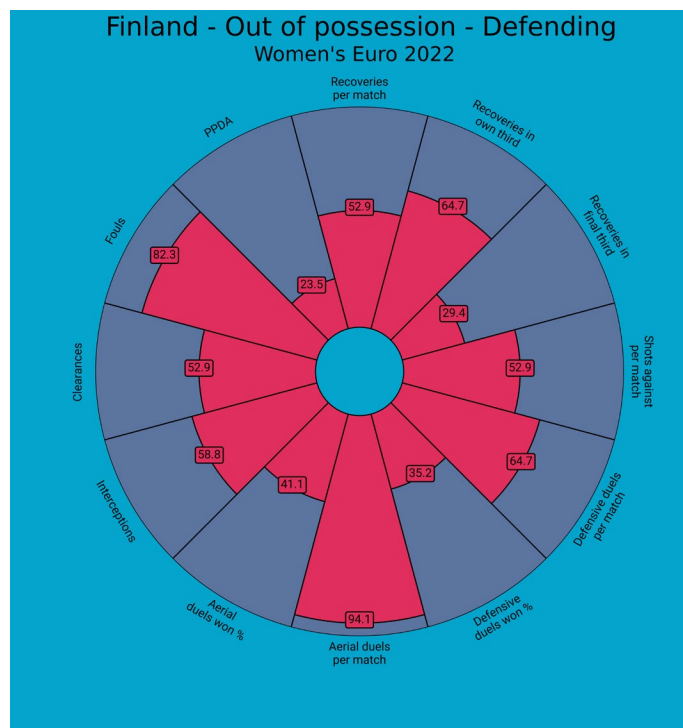 Finland - Out of possession - Defending
Women's Euro 2022
Recoveries
per match
52.9
Recoveries in
own third
64.7
Recoveries in
final third
29.4
Shots against
per match
52.9
Defensive duels
per match
64.7
Defensive
duels won %
35.2
Aerial duels
per match
94.1
Aerial
duels won %
41.1
Interceptions
58.8
Clearances
52.9
Fouls
82.3
PPDA
23.5